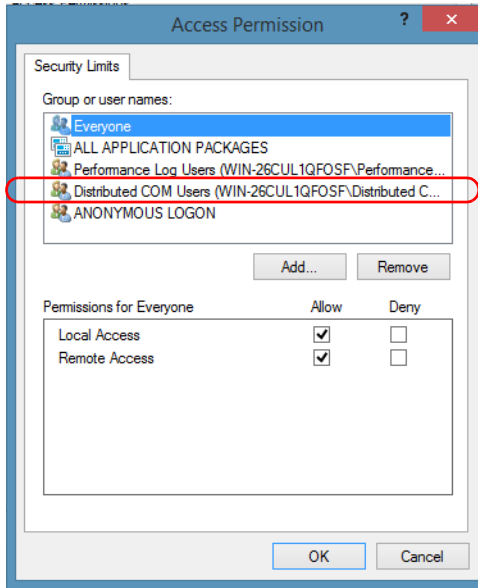 Access Permission ?
Security Limits
Group or user names:
Everyone
ALL APPLICATION PACKAGES
Performance Log Users (WIN-26CUL1QFOSF\Performance...
Distributed COM Users (WIN-26CUL1QFOSF\Distributed C...
ANONYMOUS LOGON
Add... Remove
Permissions for Everyone Allow Deny
Local Access
Remote Access
OK Cancel